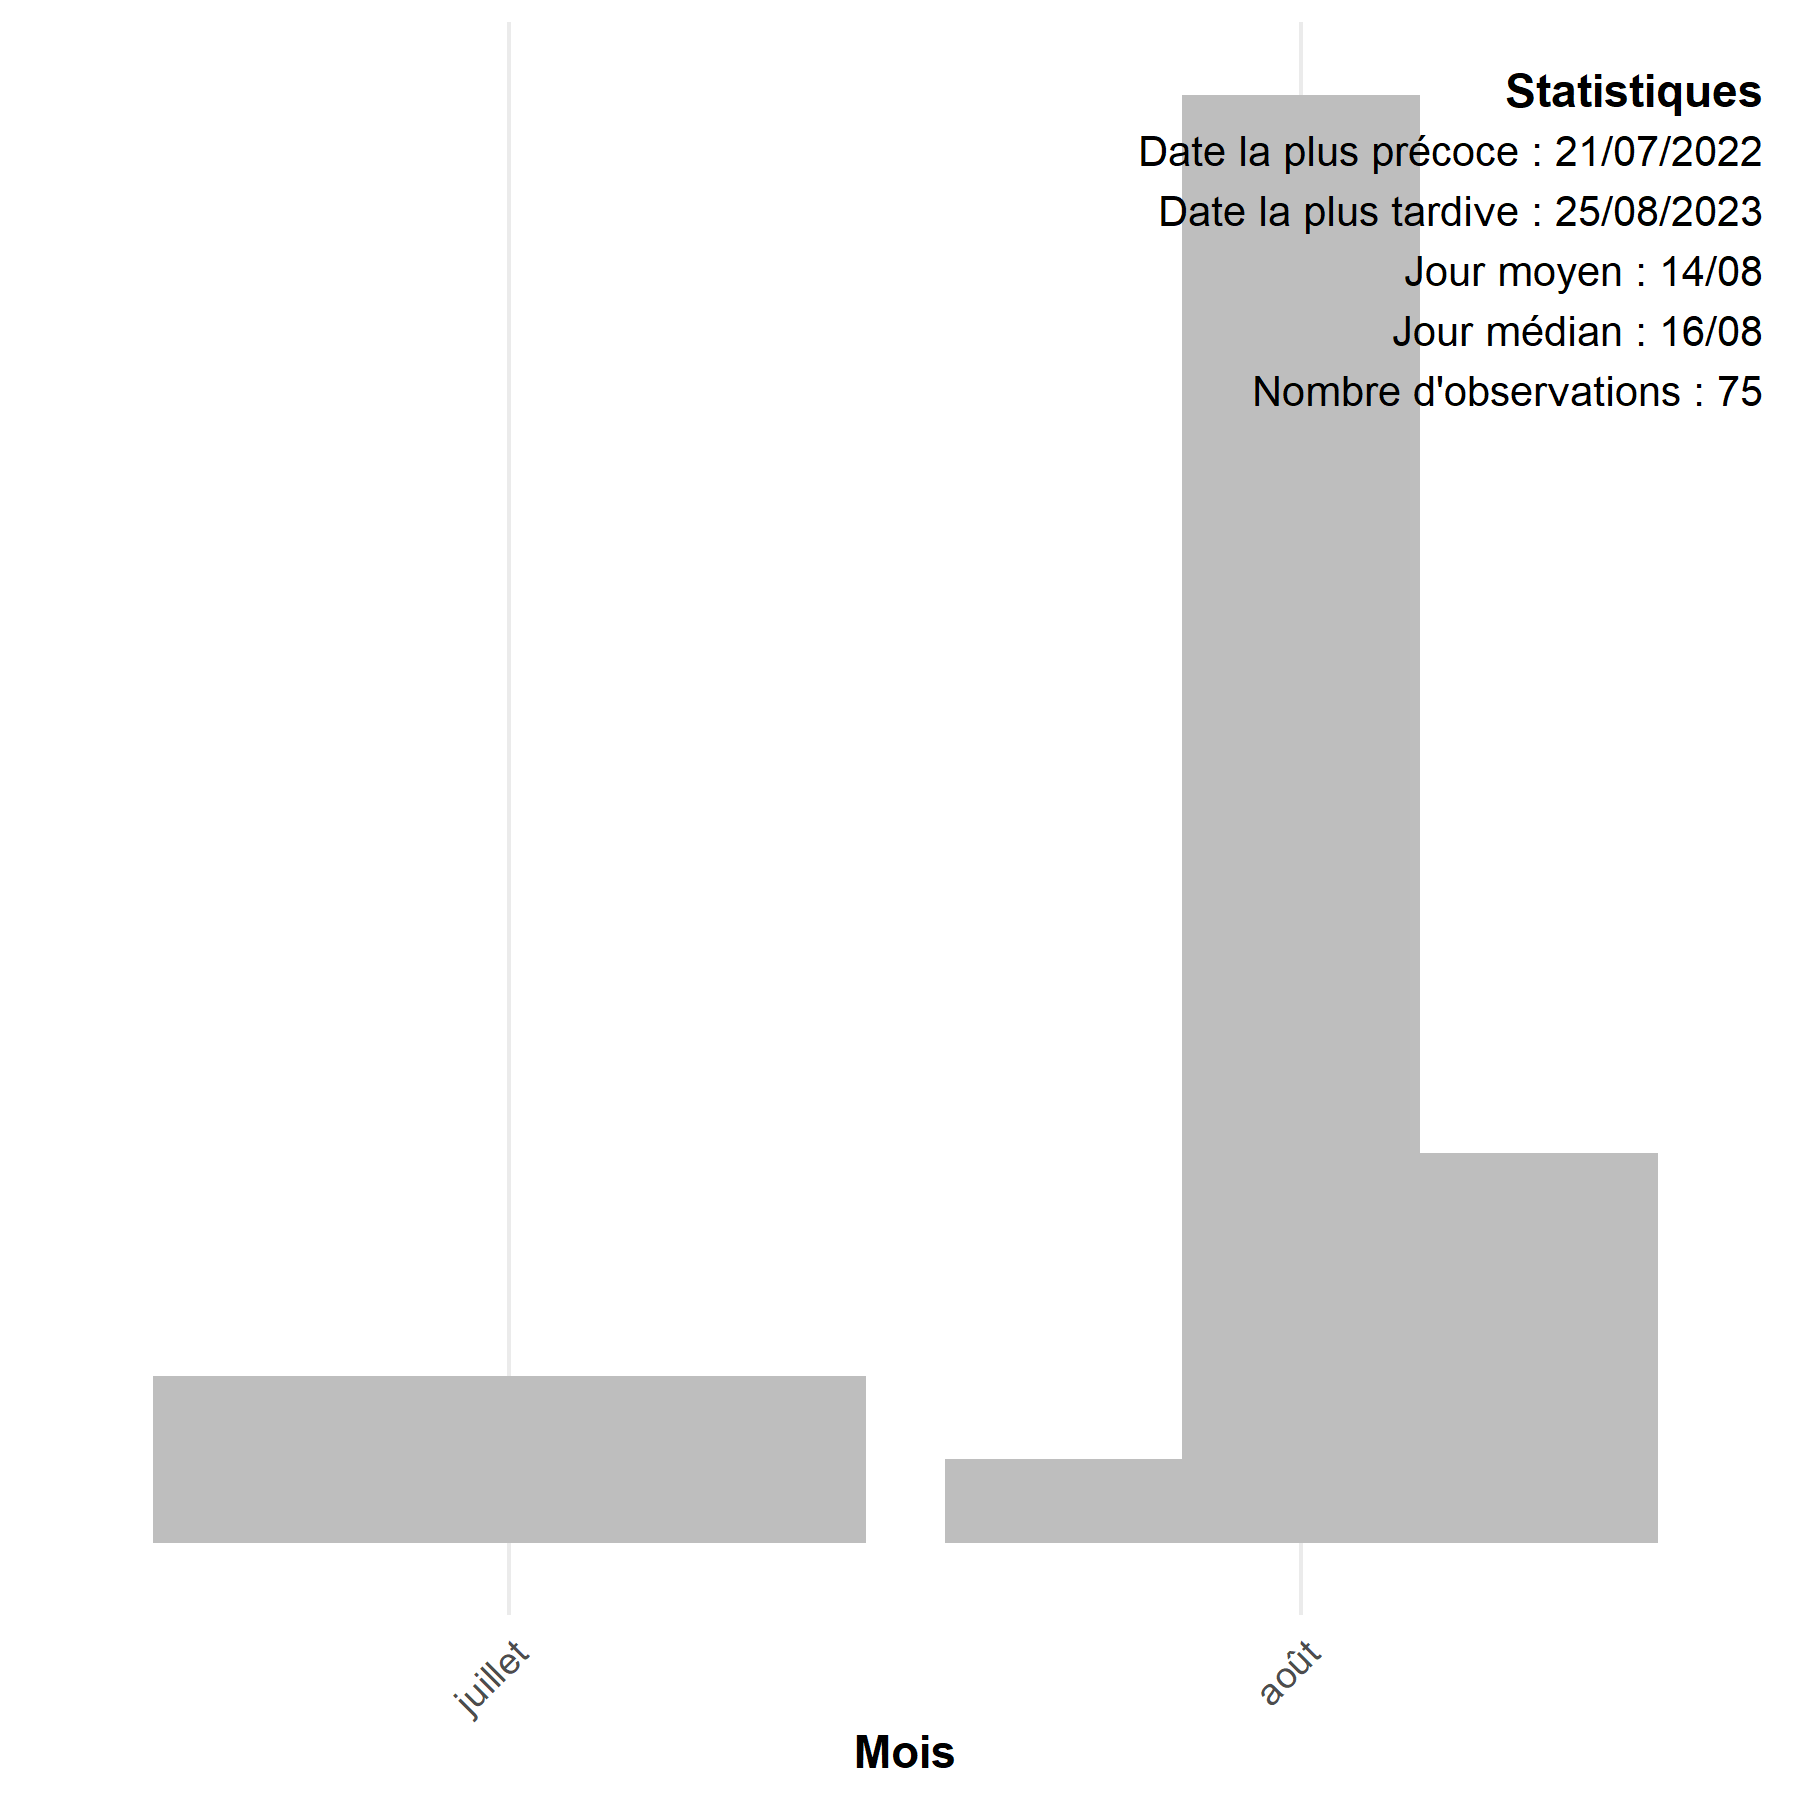 Statistiques
Date la plus précoce : 21/07/2022
Date la plus tardive : 25/08/2023
Jour moyen : 14/08
Jour médian : 16/08
Nombre d'observations : 75
juillet
août
Mois